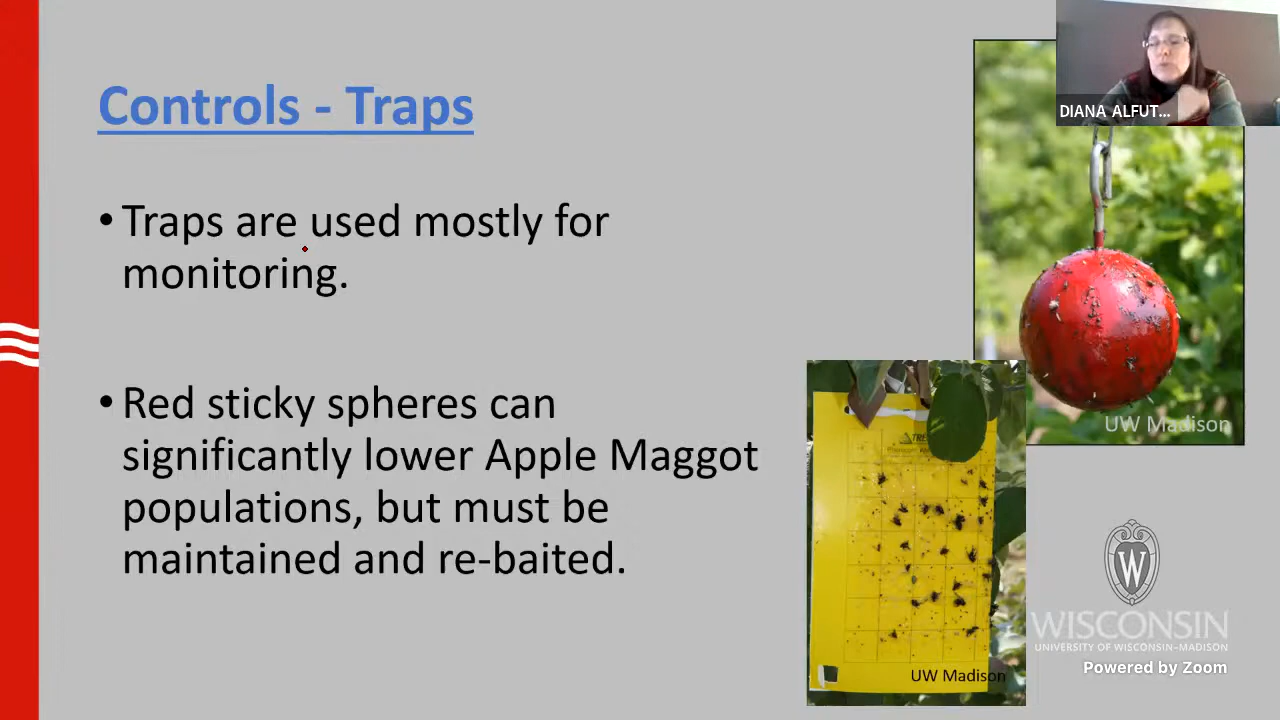 Controls - Traps
• Traps are used mostly for
monitoring.
• Red sticky spheres can
significantly lower Apple Maggot
populations, but must be
maintained and re-baited.
DIANA ALFUT...
UW Madison
UW Madison
W
WISCONSIN
UNIVERSITY OF WISCONSIN–MADISON
Powered by Zoom